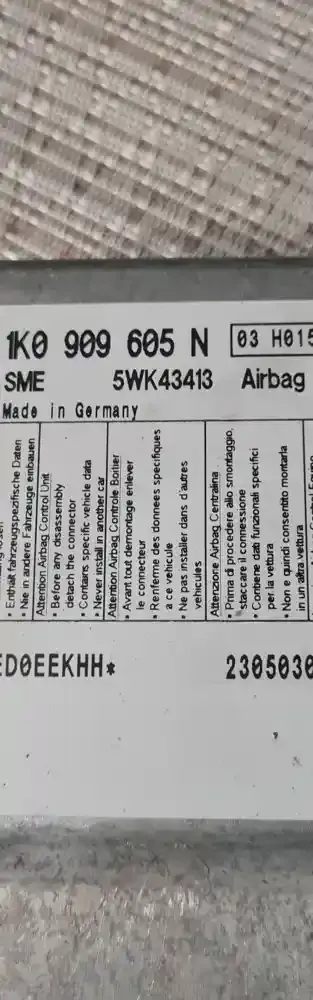 1K0 909 605 N 03 H015
SME 5WK43413 Airbag
Made in Germany
• Enthält fahrzeugspezifische Daten
• Nie in andere Fahrzeuge einbauen
Attention Airbag Control Unit
• Before any disassembly
detach the connector
• Contains specific vehicle data
• Never install in another car
Attention Airbag Controle Boitier
• Avant tout demontage enlever
le connecteur
• Renferme des donnees specifiques
a ce vehicule
• Ne pas installer dans d'autres
vehicules
Attenzione Airbag Centralina
• Prima di procedere allo smontaggio,
staccare il connessione
• Contiene dati funzionali specifici
per la vettura
• Non e quindi consentito montarla
in un altra vettura
ED0EEKHH* 2305030